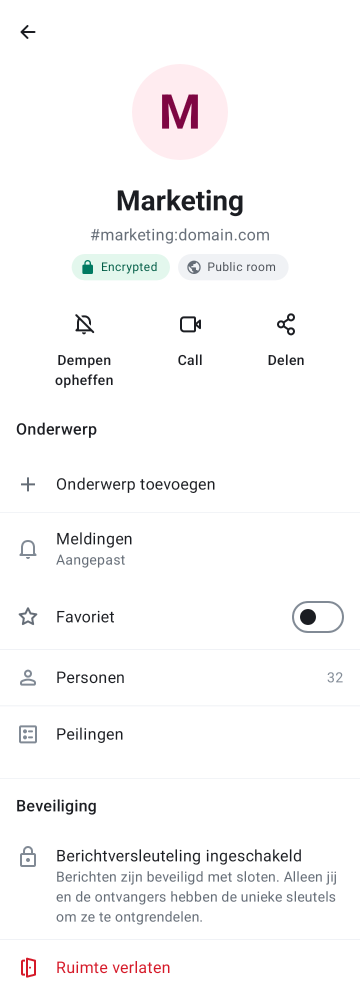 M
Marketing
#marketing:domain.com
Encrypted
Public room
Dempen
opheffen
Call
Delen
Onderwerp
Onderwerp toevoegen
Meldingen
Aangepast
Favoriet
Personen
32
Peilingen
Beveiliging
Berichtversleuteling ingeschakeld
Berichten zijn beveiligd met sloten. Alleen jij
en de ontvangers hebben de unieke sleutels
om ze te ontgrendelen.
Ruimte verlaten